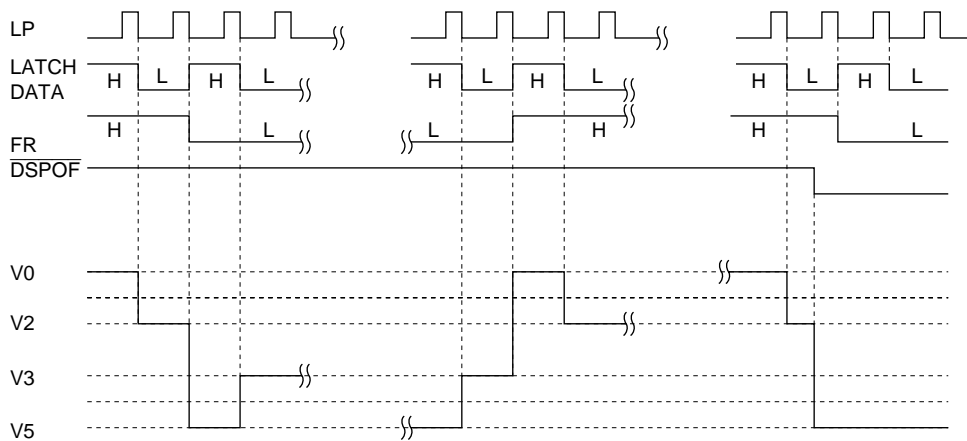 LP
LATCH
DATA
H L H L H L H L H L H L
FR
H L L H H L
DSPOF
V0
V2
V3
V5